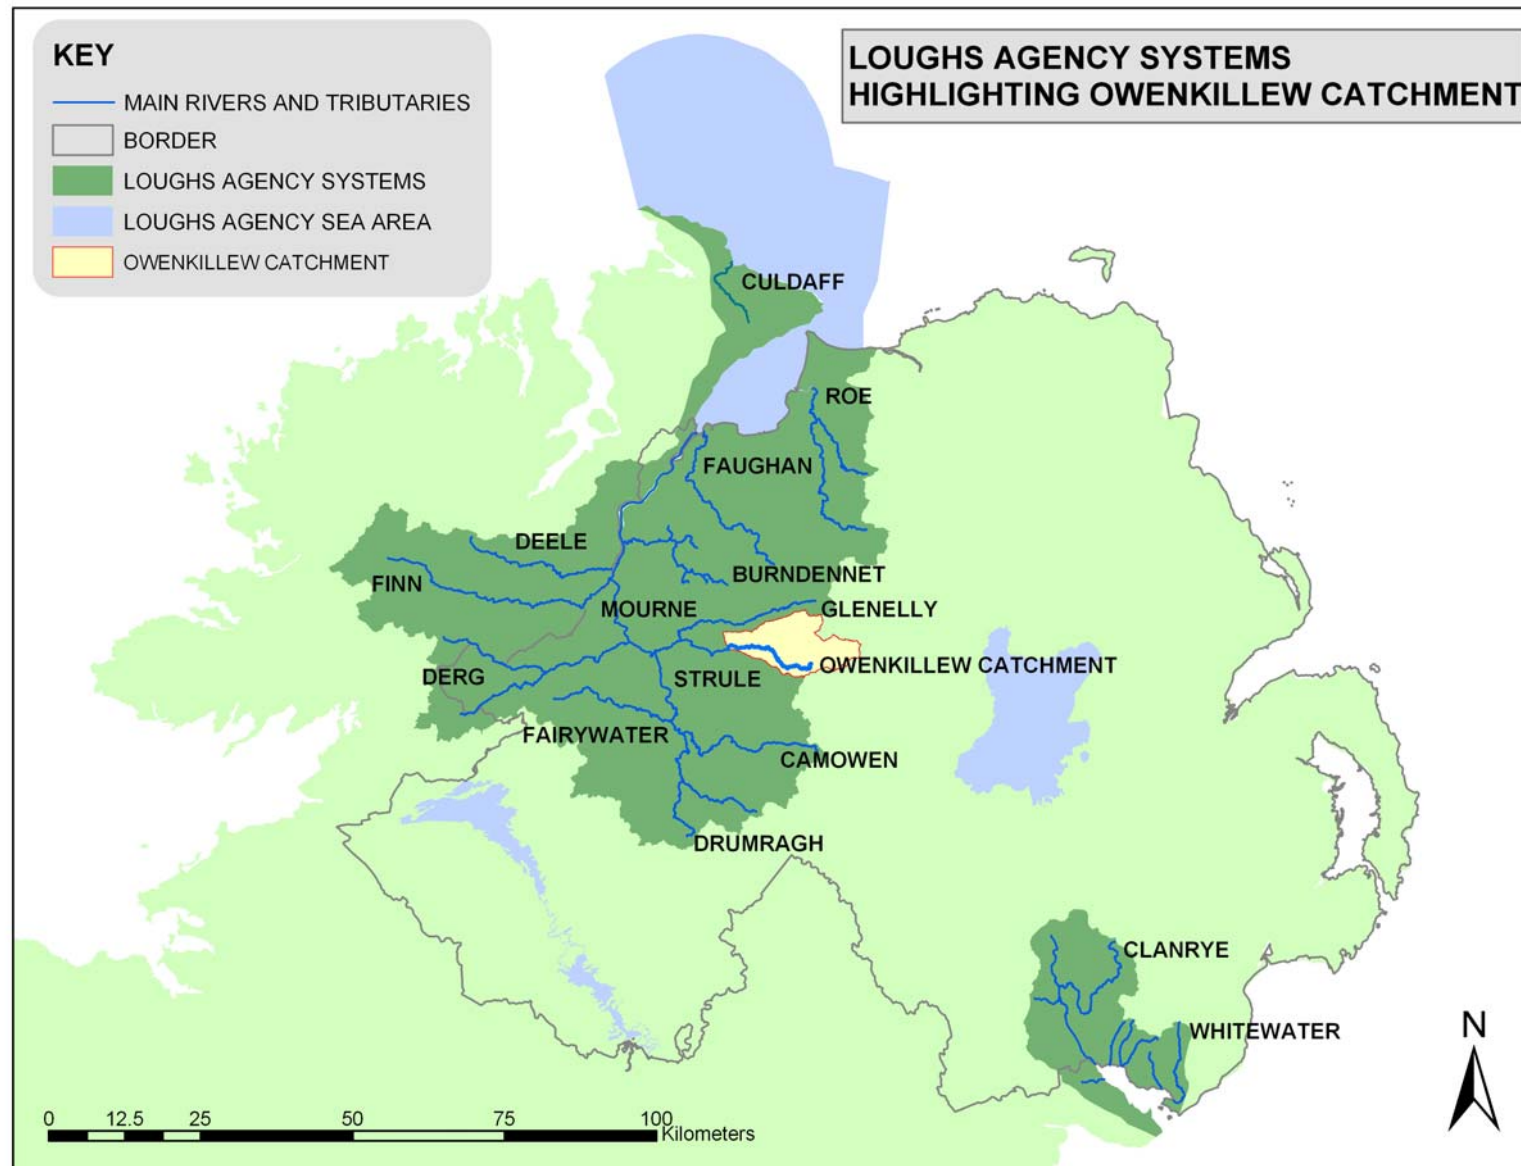 KEY
MAIN RIVERS AND TRIBUTARIES
BORDER
LOUGHS AGENCY SYSTEMS
LOUGHS AGENCY SEA AREA
OWENKILLEW CATCHMENT
LOUGHS AGENCY SYSTEMS
HIGHLIGHTING OWENKILLEW CATCHMENT
CULDAFF
ROE
FAUGHAN
DEELE
FINN
BURNDENNET
MOURNE
GLENELLY
OWENKILLEW CATCHMENT
DERG
STRULE
FAIRYWATER
CAMOWEN
DRUMRAGH
CLANRYE
WHITEWATER
N
0 12.5 25 50 75 100
Kilometers